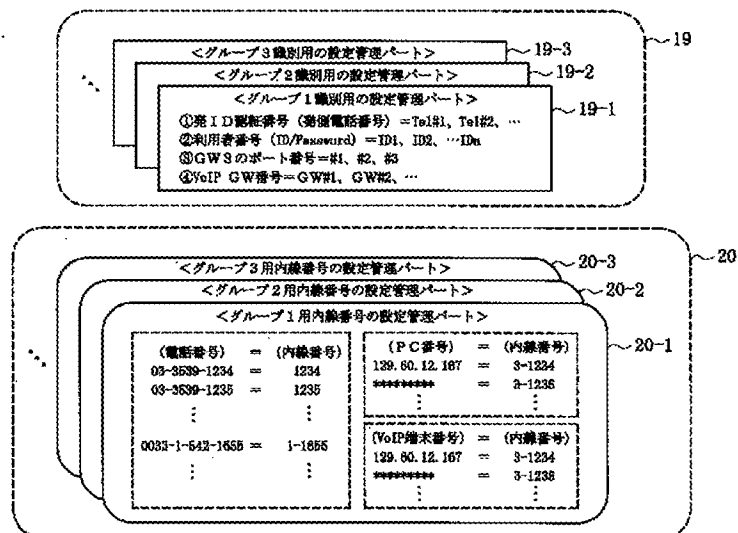 <グループ3識別用の設定管理パート> 19-3
19
<グループ2識別用の設定管理パート> 19-2
<グループ1識別用の設定管理パート> 19-1
①発ID認証番号(発側電話番号)=Tel#1、Tel#2、…
②利用者番号(ID/Password)=ID1、ID2、…IDn
③GWSのポート番号=#1、#2、#3
④VoIP GW番号=GW#1、GW#2、…
20
<グループ3用内線番号の設定管理パート> 20-3
<グループ2用内線番号の設定管理パート> 20-2
<グループ1用内線番号の設定管理パート> 20-1
(電話番号) = (内線番号)
03-3539-1234 = 1234
03-3539-1235 = 1235
0033-1-542-1655 = 1-1655
(PC番号) = (内線番号)
129.60.12.167 = 3-1234
********* = 3-1235
(VoIP端末番号) = (内線番号)
129.60.12.167 = 3-1234
********* = 3-1235